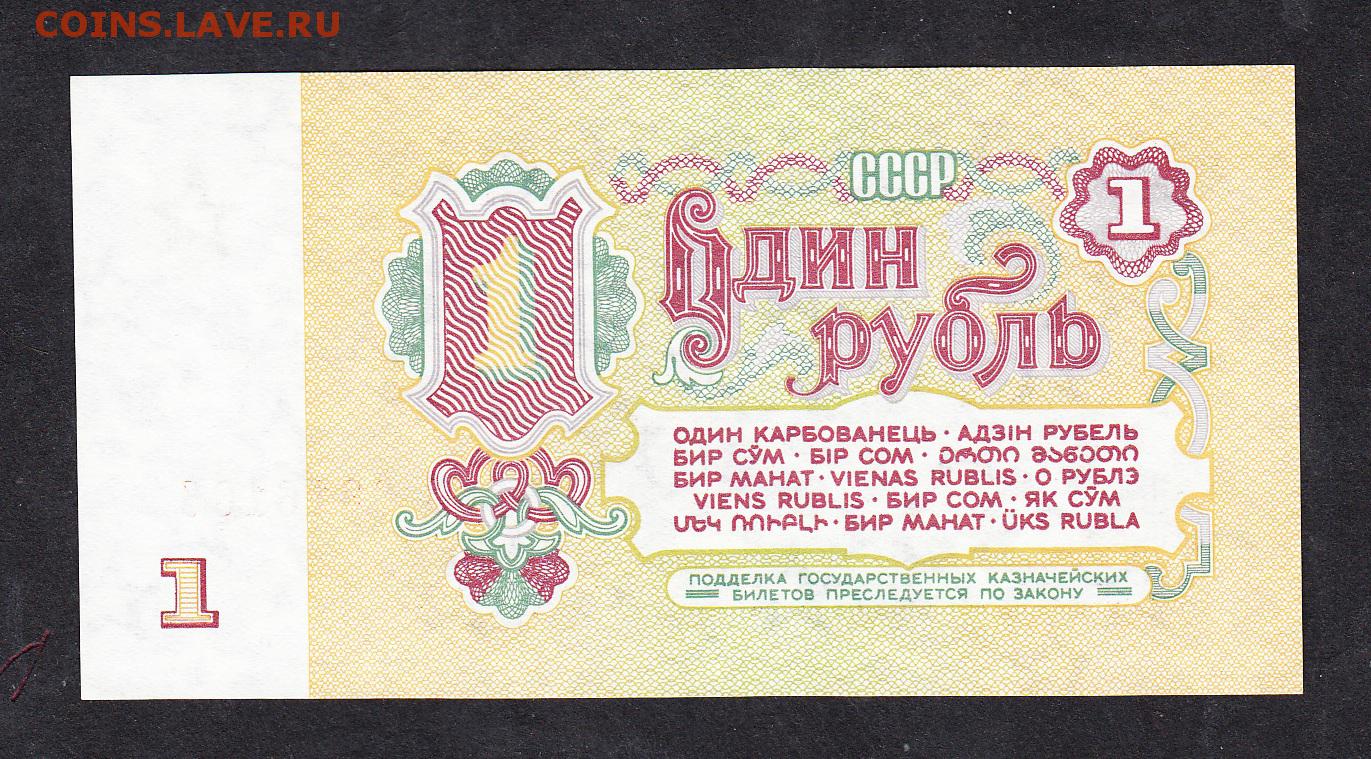 COINS.LAVE.RU
СССР
1
1
Один
рубль
ОДИН КАРБОВАНЕЦЬ · АДЗІН РУБЕЛЬ
БИР СЎМ · БІР СОМ · ᲔᲠᲗᲘ ᲛᲐᲜᲔᲗᲘ
БИР МАНАТ · VIENAS RUBLIS · О РУБЛЭ
VIENS RUBLIS · БИР СОМ · ЯК СӮМ
ՄԵԿ ՌՈՒԲԼԻ · БИР МАНАТ · ÜKS RUBLA
ПОДДЕЛКА ГОСУДАРСТВЕННЫХ КАЗНАЧЕЙСКИХ
БИЛЕТОВ ПРЕСЛЕДУЕТСЯ ПО ЗАКОНУ
1